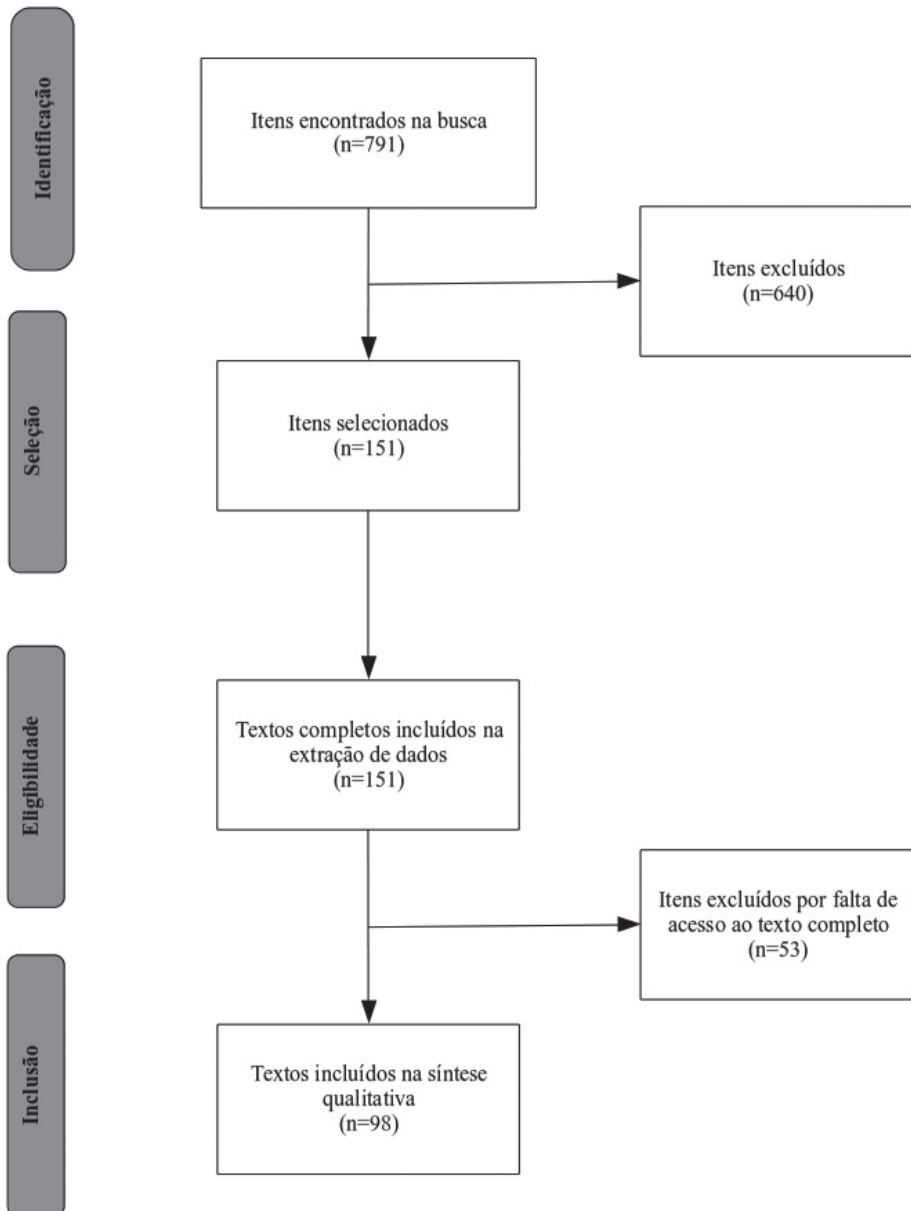 Identificação
Itens encontrados na busca
(n=791)
Itens excluídos
(n=640)
Seleção
Itens selecionados
(n=151)
Eligibilidade
Textos completos incluídos na
extração de dados
(n=151)
Itens excluídos por falta de
acesso ao texto completo
(n=53)
Inclusão
Textos incluídos na síntese
qualitativa
(n=98)